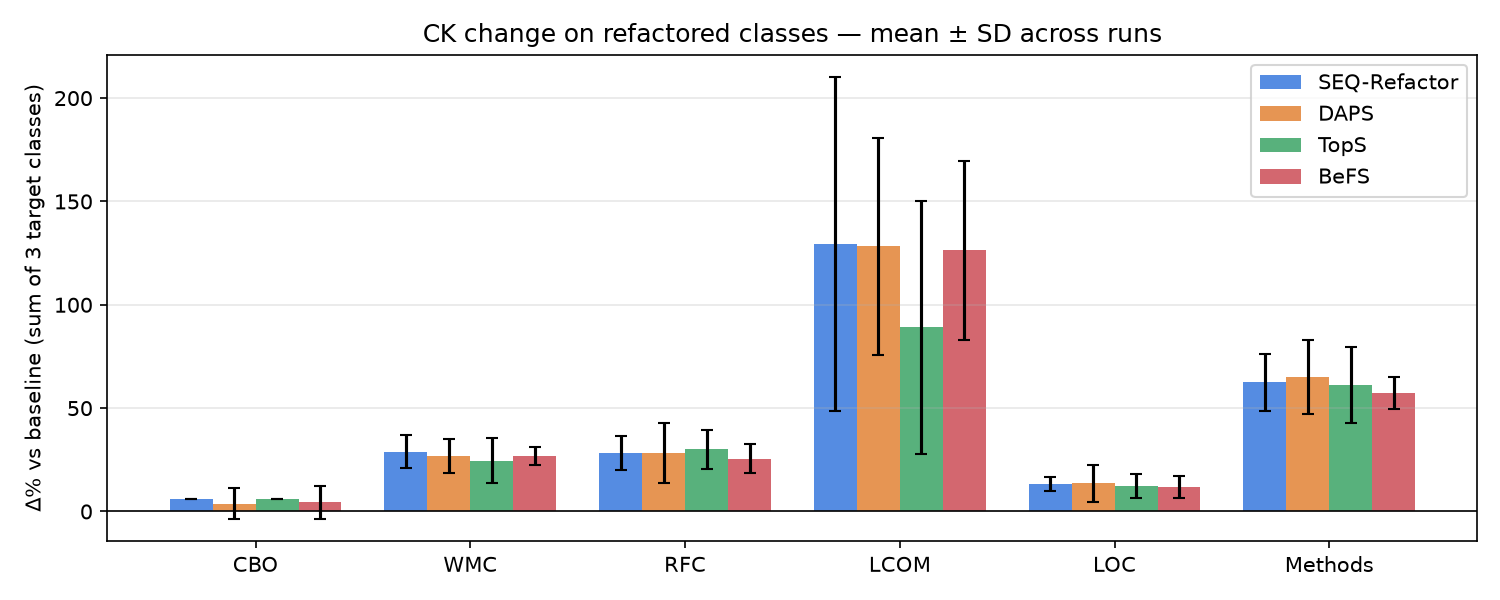 CK change on refactored classes — mean ± SD across runs
Δ% vs baseline (sum of 3 target classes)
200
150
100
50
0
SEQ-Refactor
DAPS
TopS
BeFS
CBO WMC RFC LCOM LOC Methods